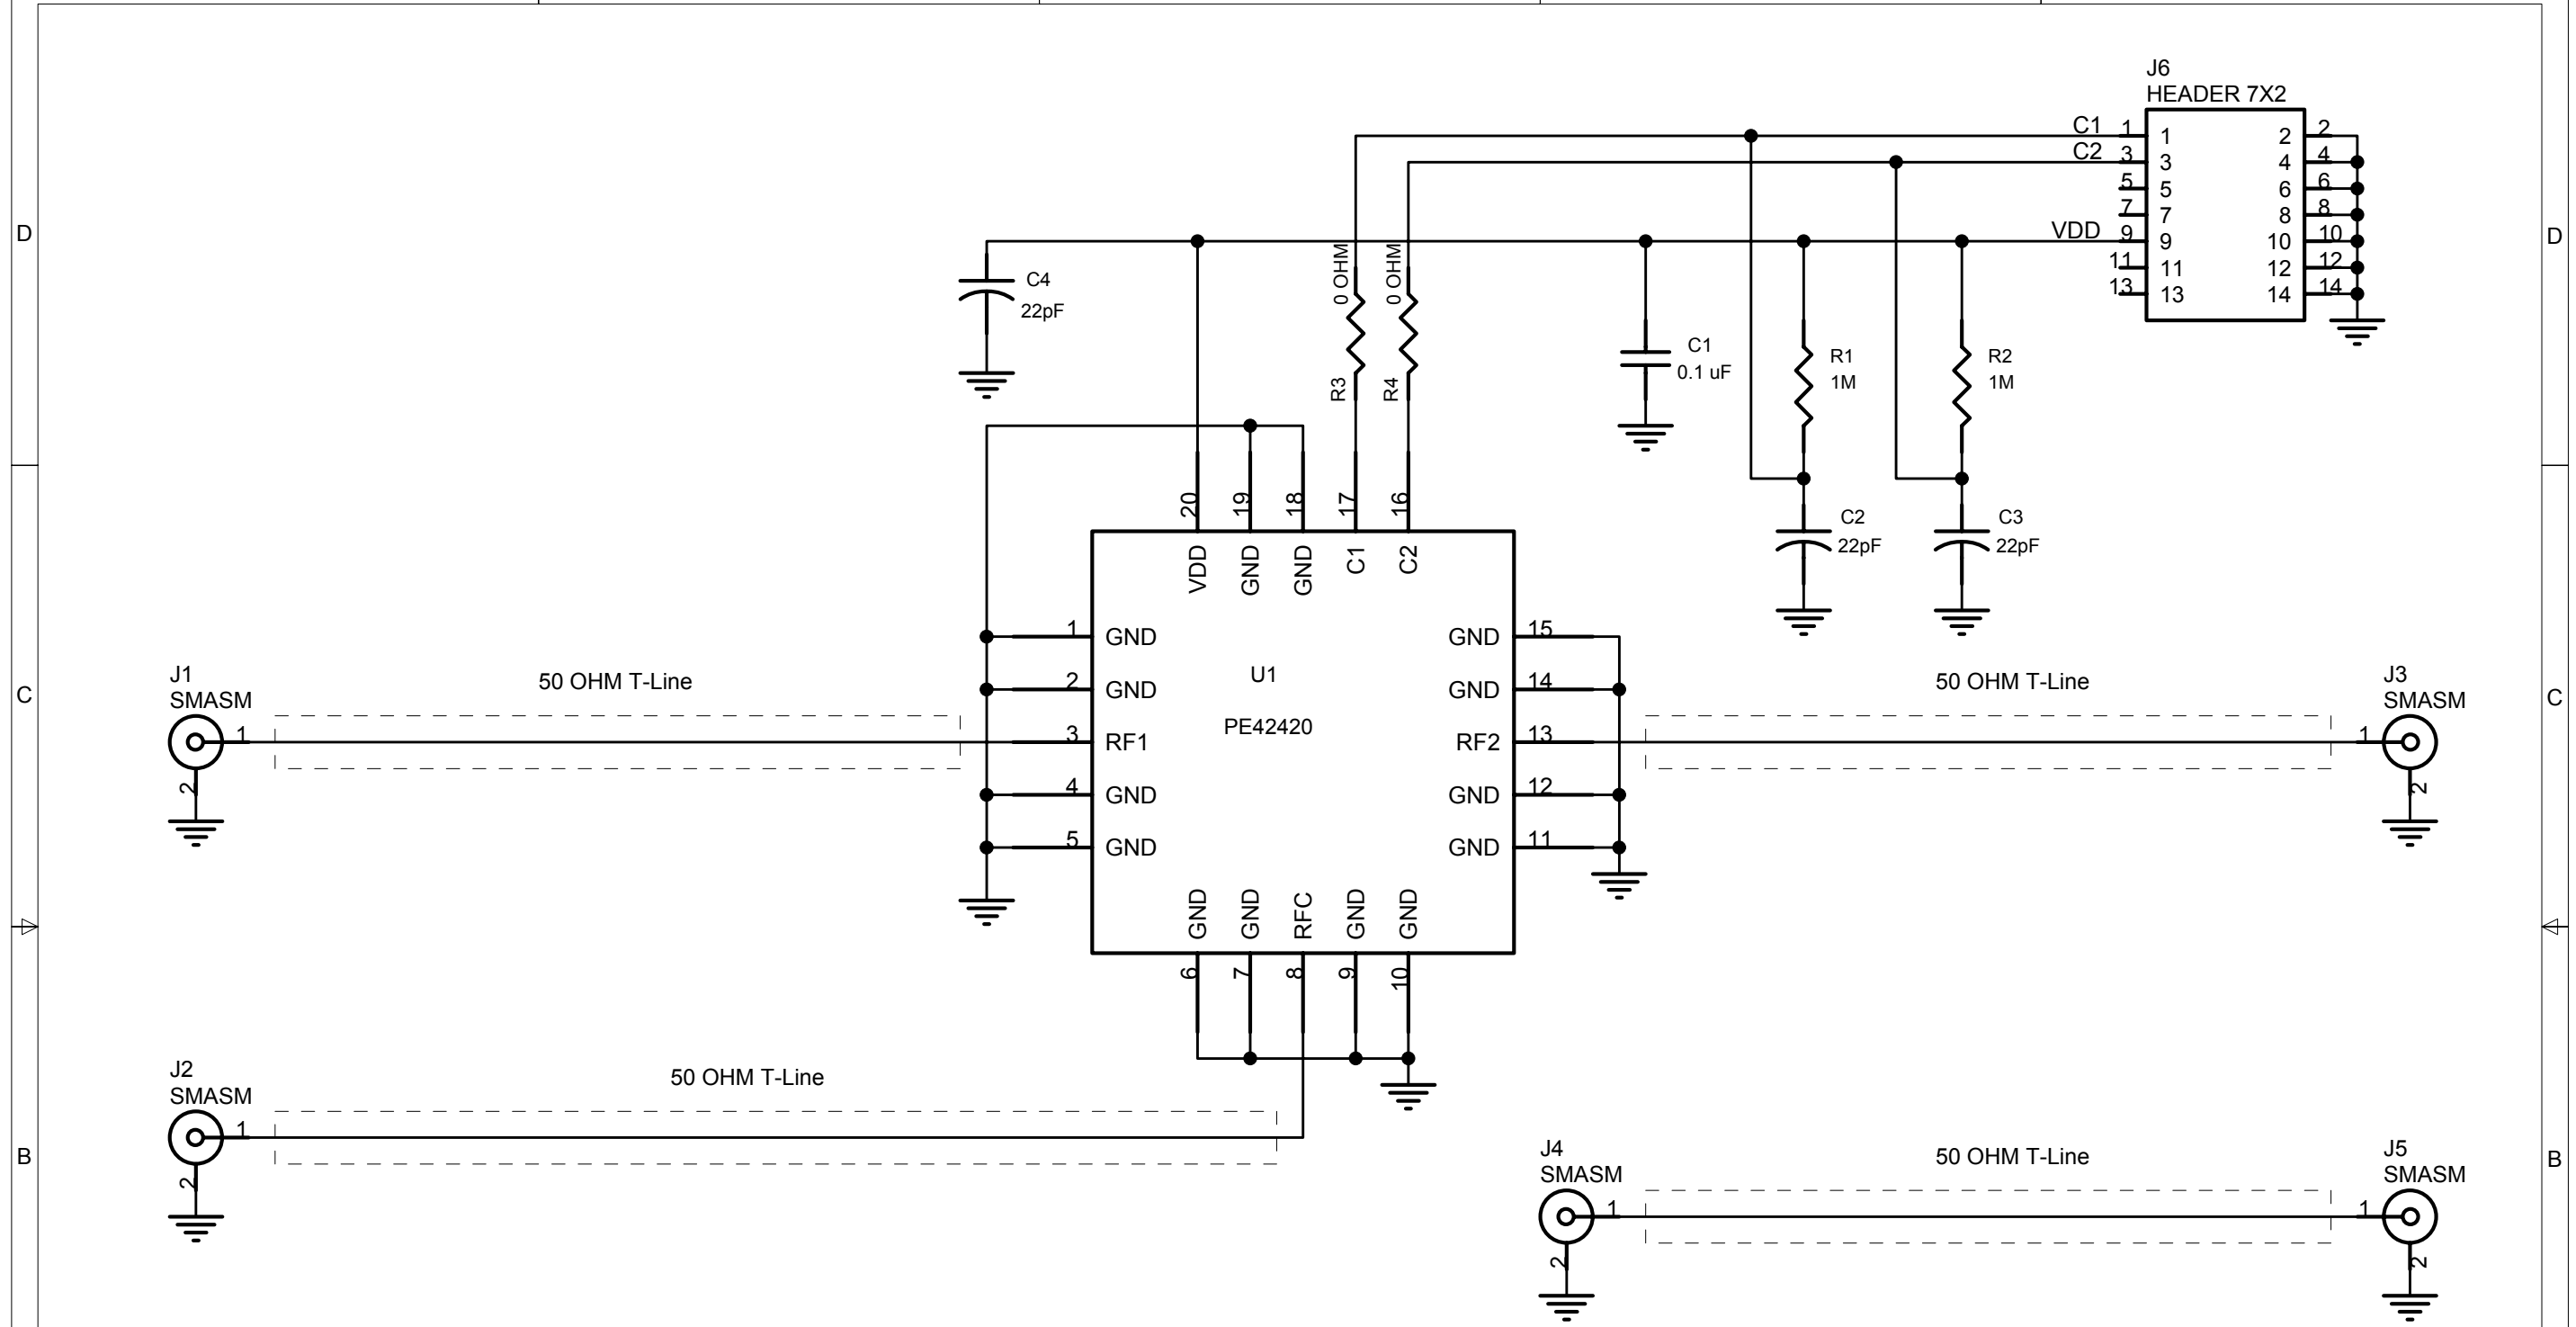 J6
HEADER 7X2
C1 1 1 2 2
C2 3 3 4 4
5 5 6 6
7 7 8 8
D VDD 9 9 10 10 D
11 11 12 12
13 13 14 14
C4
22pF
0 OHM
R3
0 OHM
R4
C1
0.1 uF
R1
1M
R2
1M
20 19 18 17 16
VDD GND GND C1 C2
C2
22pF
C3
22pF
1 GND GND 15
J1
SMASM
50 OHM T-Line
U1
50 OHM T-Line
J3
SMASM
C 2 GND GND 14 C
PE42420
1 3 RF1 RF2 13 1
2 4 GND GND 12 2
5 GND GND 11
GND GND RFC GND GND
6 7 8 9 10
J2
SMASM
50 OHM T-Line
1
2
B B
J4
SMASM
50 OHM T-Line
J5
SMASM
1 1
2 2